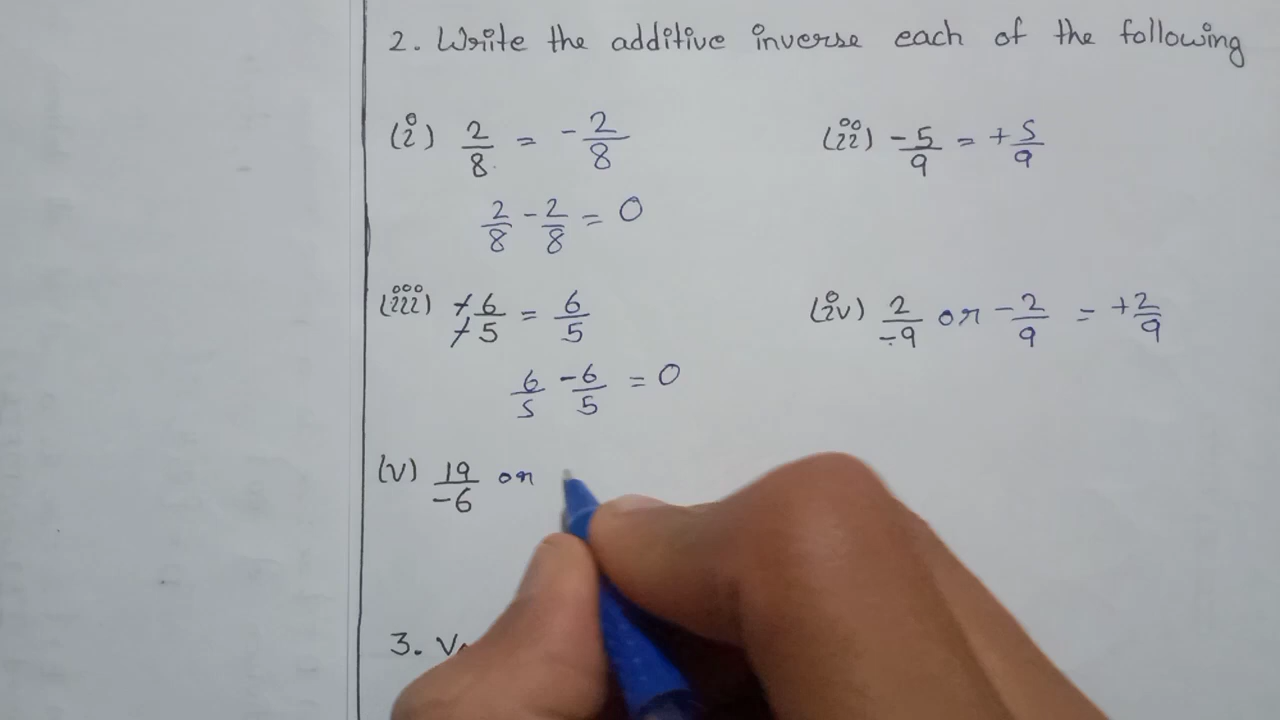 2. Write the additive inverse each of the following
(i) 2/8 = -2/8
(ii) -5/9 = +5/9
2/8 - 2/8 = 0
(iii) -6/-5 = 6/5
(iv) 2/-9 or -2/9 = +2/9
6/5 -6/5 = 0
(v) 19/-6 or
3.